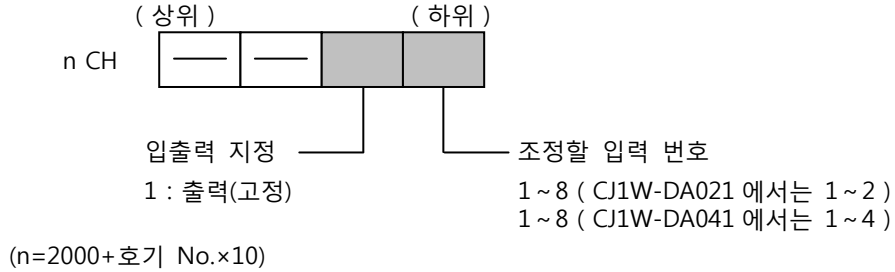 ( 상위 ) ( 하위 )
n CH
입출력 지정 조정할 입력 번호
1 : 출력(고정) 1~8 ( CJ1W-DA021 에서는 1~2 )
1~8 ( CJ1W-DA041 에서는 1~4 )
(n=2000+호기 No.×10)